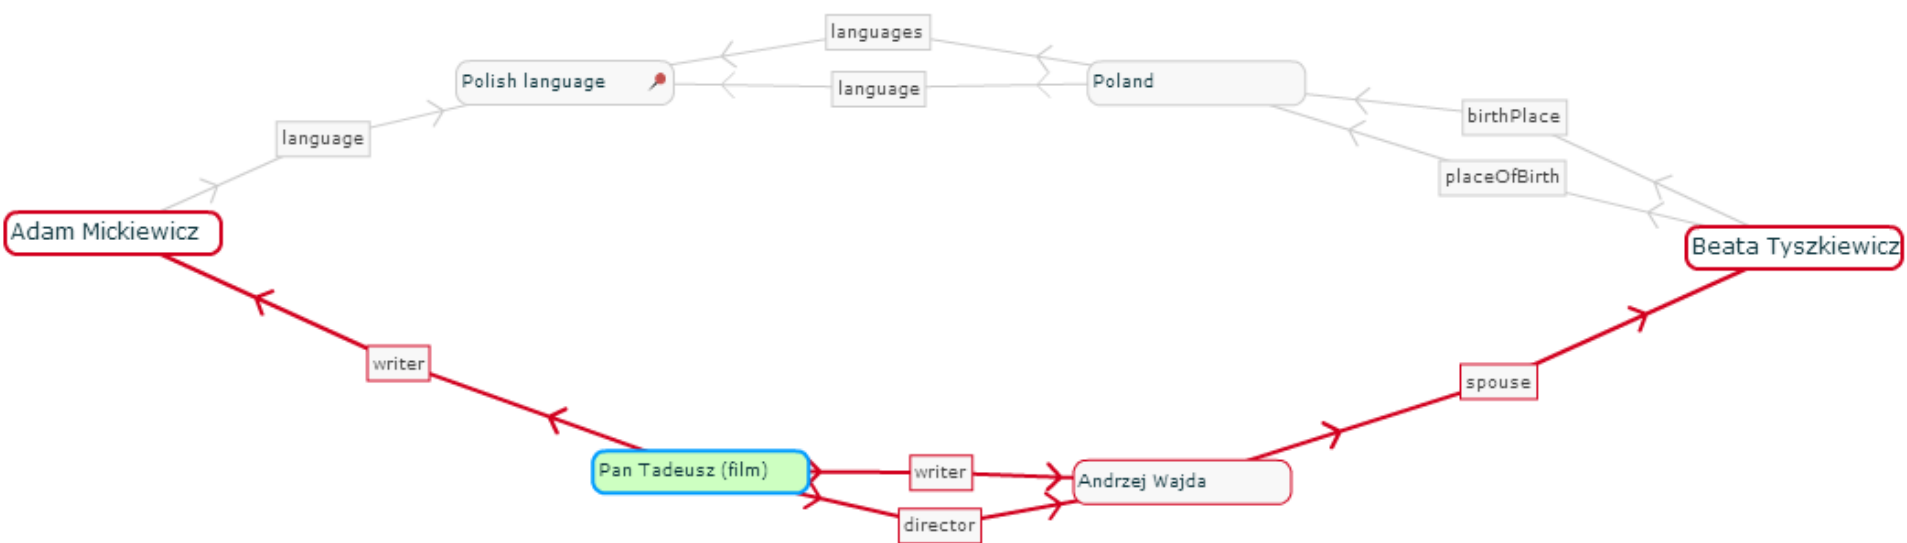 languages
Polish language
Poland
language
birthPlace
language
placeOfBirth
Adam Mickiewicz
Beata Tyszkiewicz
writer
spouse
Pan Tadeusz (film)
writer
Andrzej Wajda
director